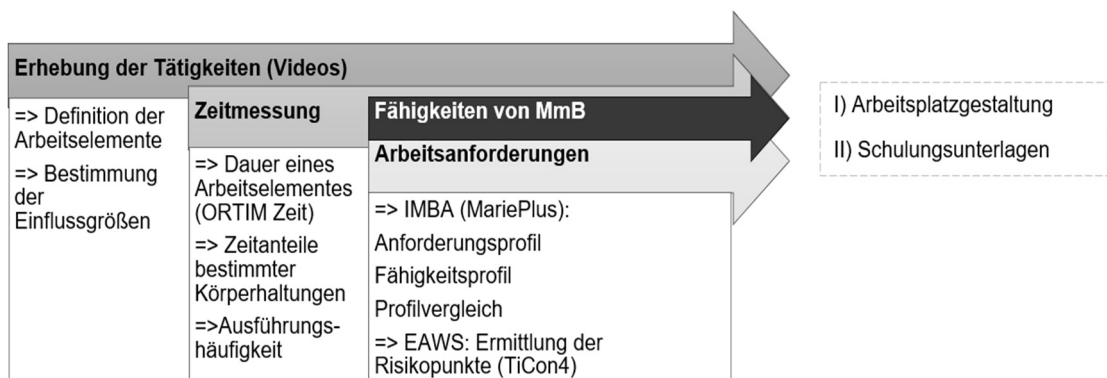 Erhebung der Tätigkeiten (Videos)
=> Definition der
Arbeitselemente
=> Bestimmung
der
Einflussgrößen
Zeitmessung
=> Dauer eines
Arbeitselementes
(ORTIM Zeit)
=> Zeitanteile
bestimmter
Körperhaltungen
=>Ausführungs-
häufigkeit
Fähigkeiten von MmB
Arbeitsanforderungen
=> IMBA (MariePlus):
Anforderungsprofil
Fähigkeitsprofil
Profilvergleich
=> EAWS: Ermittlung der
Risikopunkte (TiCon4)
I) Arbeitsplatzgestaltung
II) Schulungsunterlagen